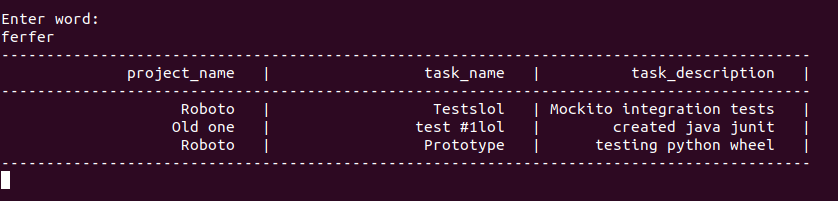 Enter word:
ferfer
------------------------------------------------------------------------------------------
project_name | task_name | task_description |
------------------------------------------------------------------------------------------
Roboto | Testslol | Mockito integration tests |
Old one | test #1lol | created java junit |
Roboto | Prototype | testing python wheel |
------------------------------------------------------------------------------------------